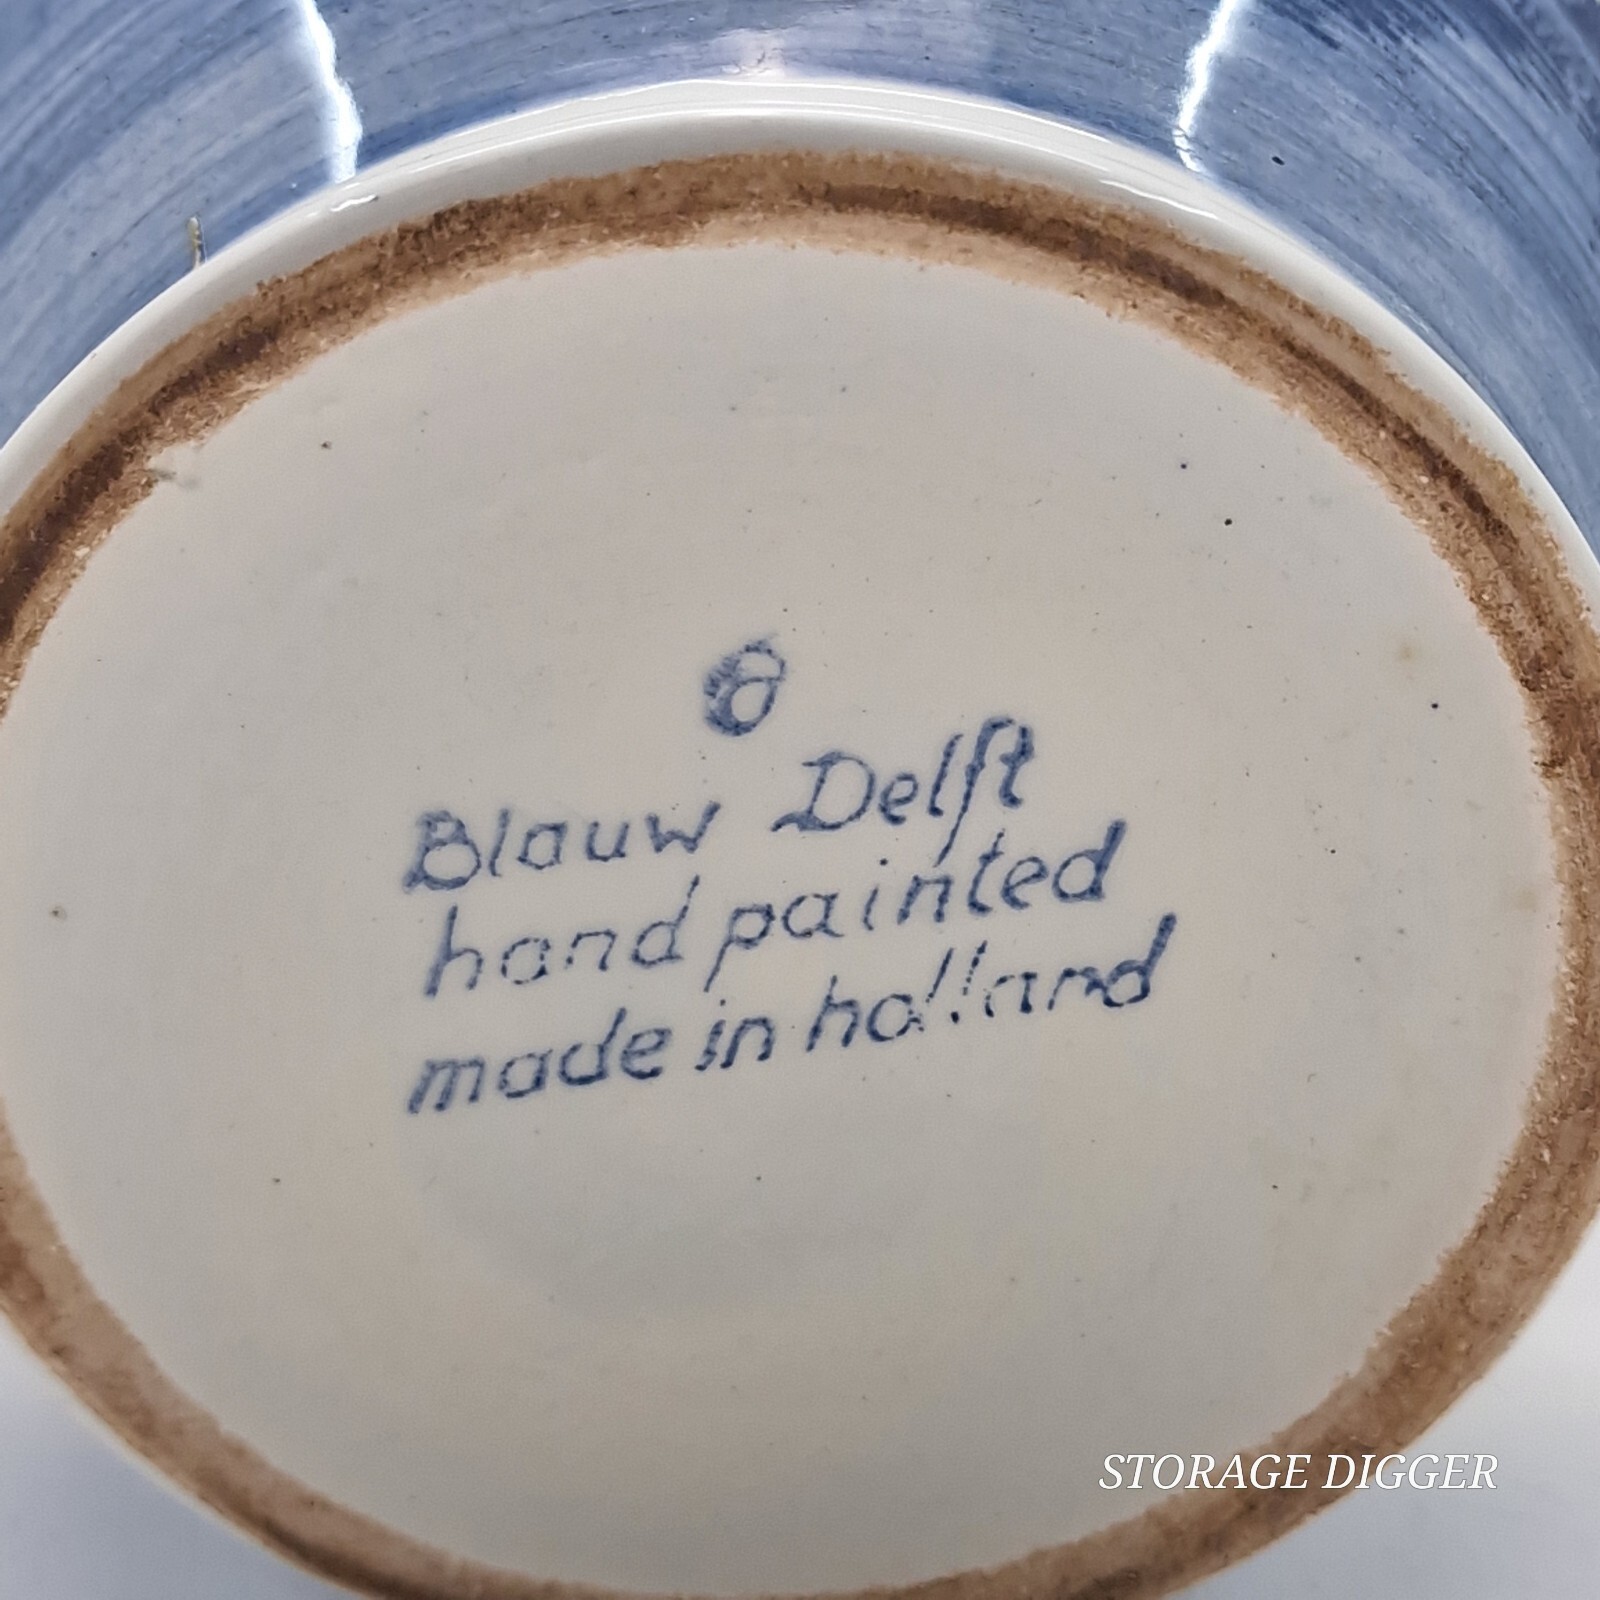 Blauw Delft
hand painted
made in holland
STORAGE DIGGER